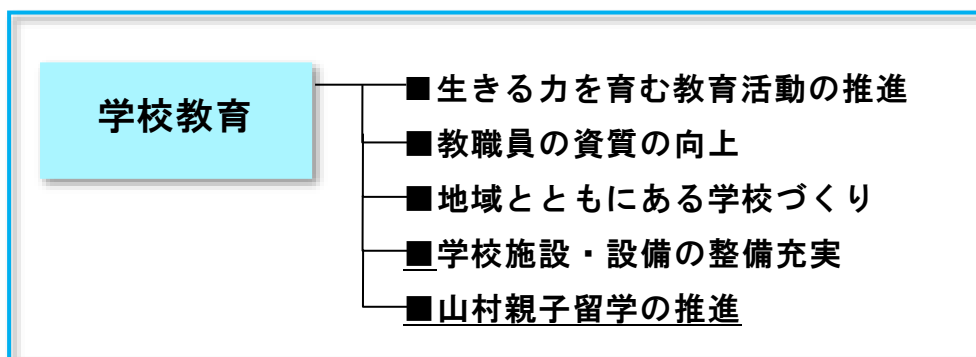 学校教育
■生きる力を育む教育活動の推進
■教職員の資質の向上
■地域とともにある学校づくり
■学校施設・設備の整備充実
■山村親子留学の推進